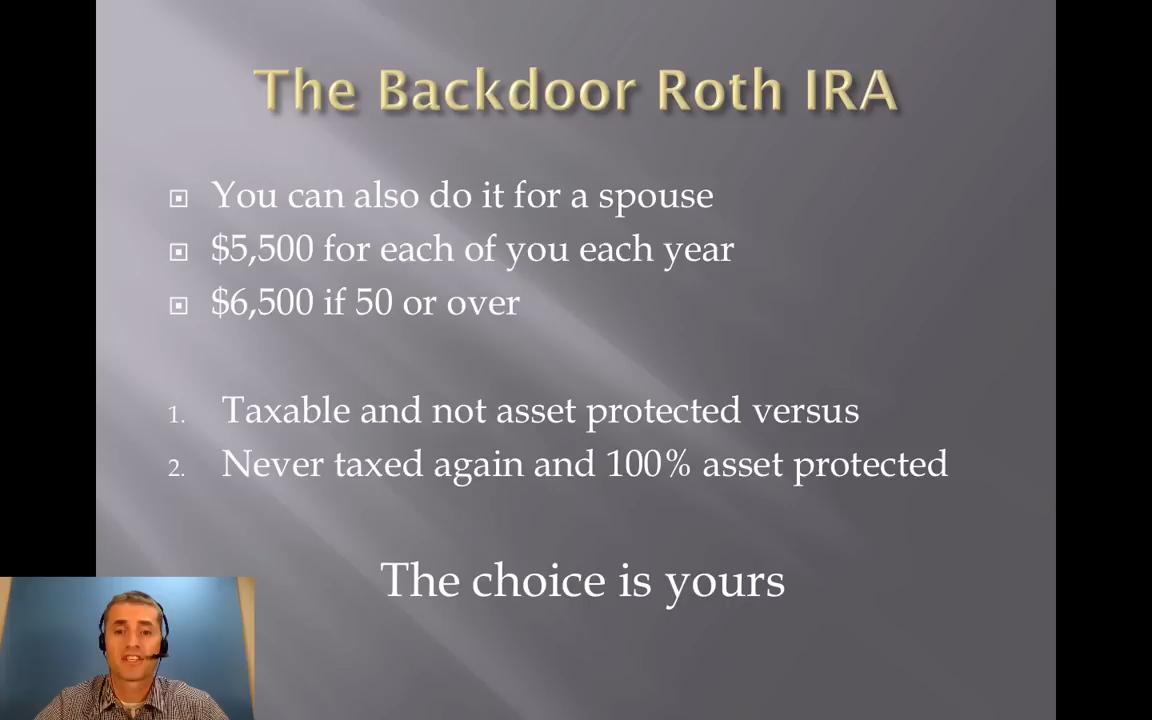 The Backdoor Roth IRA
You can also do it for a spouse
$5,500 for each of you each year
$6,500 if 50 or over
1. Taxable and not asset protected versus
2. Never taxed again and 100% asset protected
The choice is yours